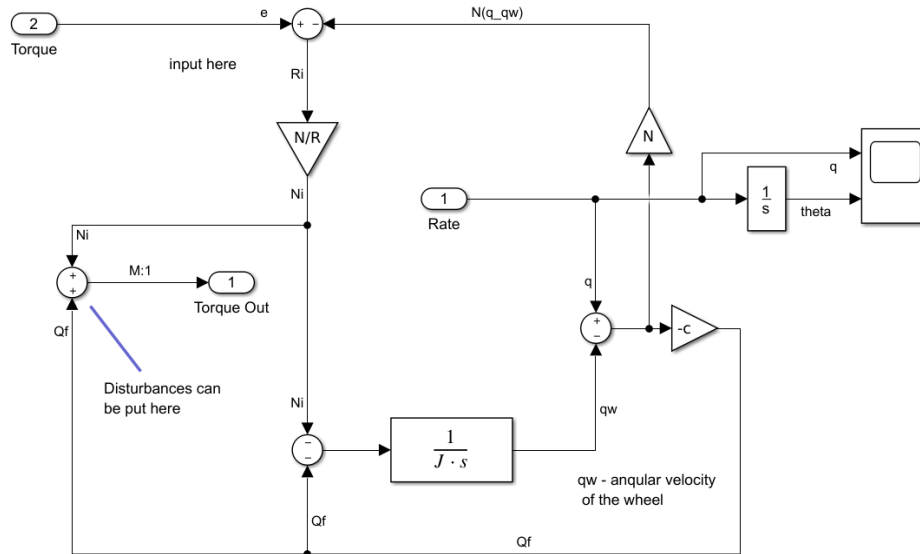 2
Torque
e
+ −
N(q_qw)
input here
Ri
N/R
Ni
N
1
Rate
q
1
s
theta
Ni
+
+
M:1
1
Torque Out
Qf
q
+
−
-c
Disturbances can
be put here
Ni
qw
−
−
1
J · s
qw - anqular velocity
of the wheel
Qf
Qf